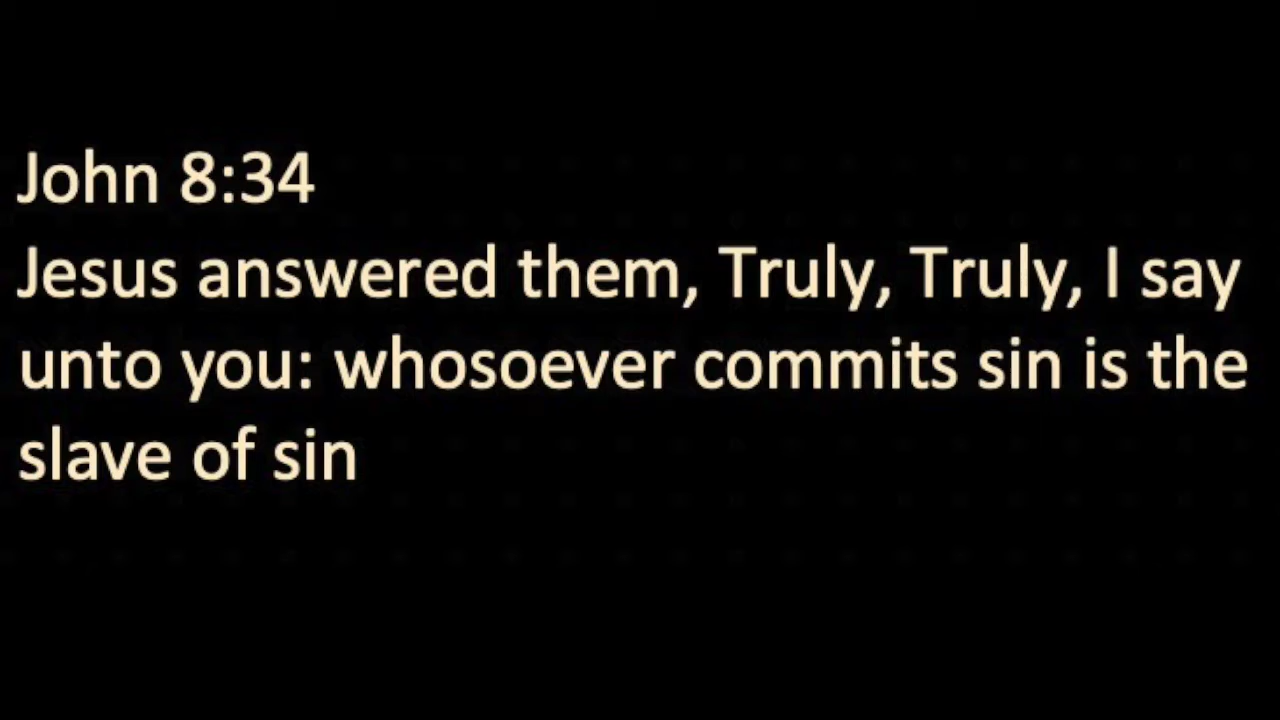 John 8:34
Jesus answered them, Truly, Truly, I say
unto you: whosoever commits sin is the
slave of sin